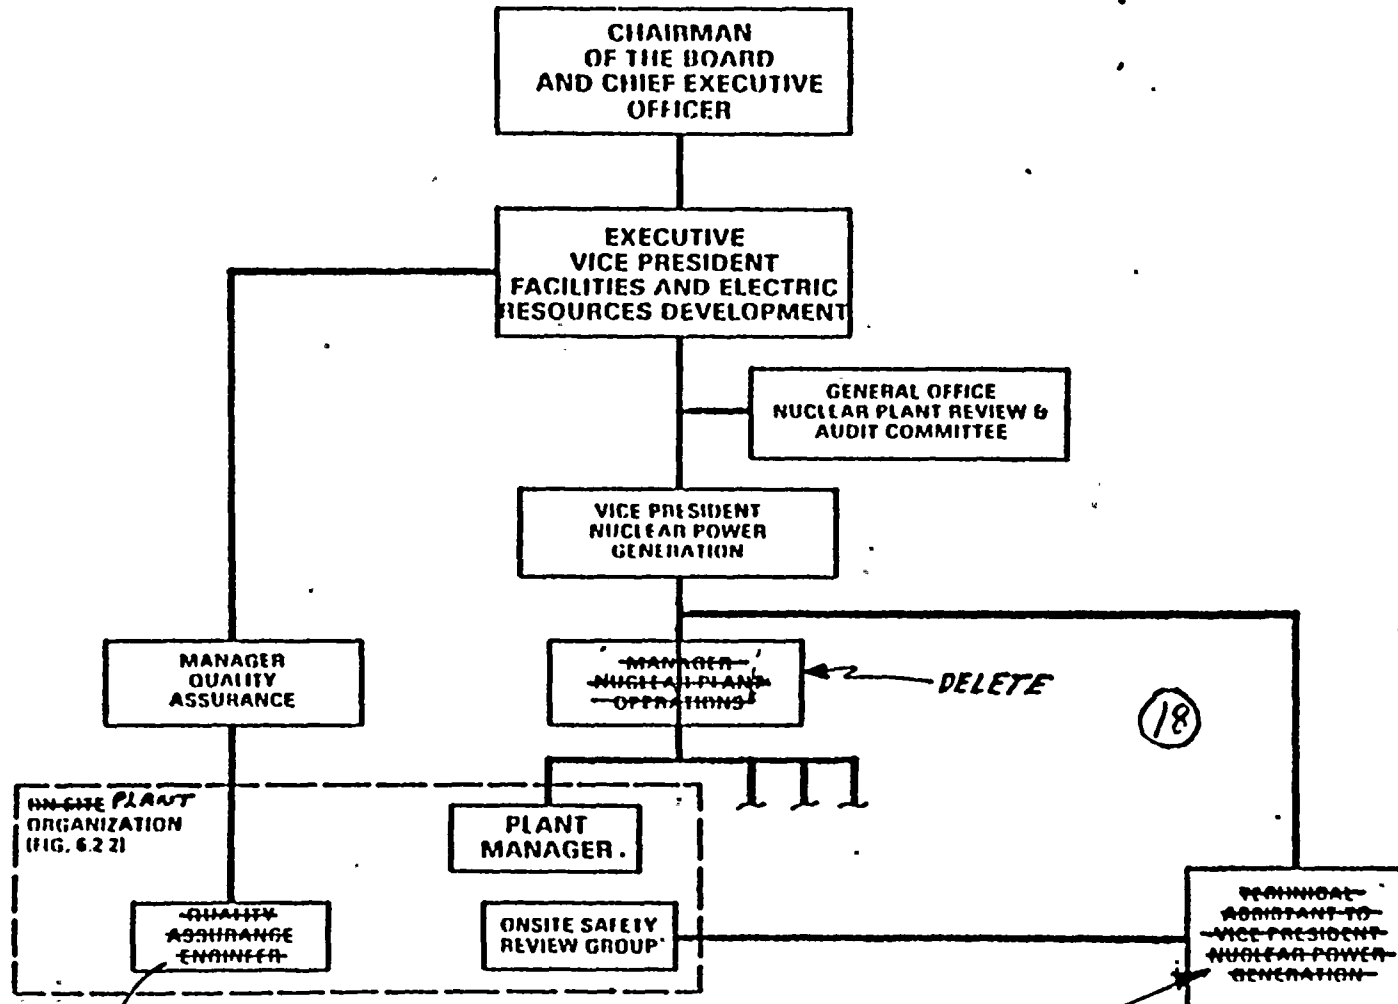 CHAIRMAN
OF THE BOARD
AND CHIEF EXECUTIVE
OFFICER
EXECUTIVE
VICE PRESIDENT
FACILITIES AND ELECTRIC
RESOURCES DEVELOPMENT
GENERAL OFFICE
NUCLEAR PLANT REVIEW &
AUDIT COMMITTEE
VICE PRESIDENT
NUCLEAR POWER
GENERATION
MANAGER
QUALITY
ASSURANCE
MANAGER
NUCLEAR PLANT
OPERATIONS
DELETE
18
ON SITE PLANT
ORGANIZATION
(FIG. 6.2 2)
PLANT
MANAGER.
QUALITY
ASSURANCE
ENGINEER
ONSITE SAFETY
REVIEW GROUP
TECHNICAL
ASSISTANT TO
VICE PRESIDENT
NUCLEAR POWER
GENERATION